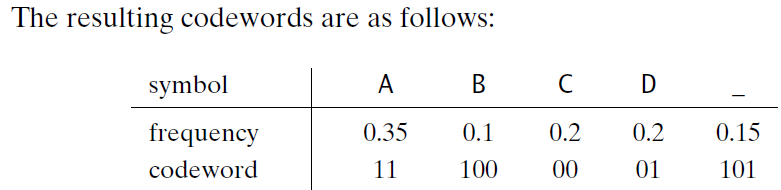 The resulting codewords are as follows:
symbol A B C D _
frequency 0.35 0.1 0.2 0.2 0.15
codeword 11 100 00 01 101